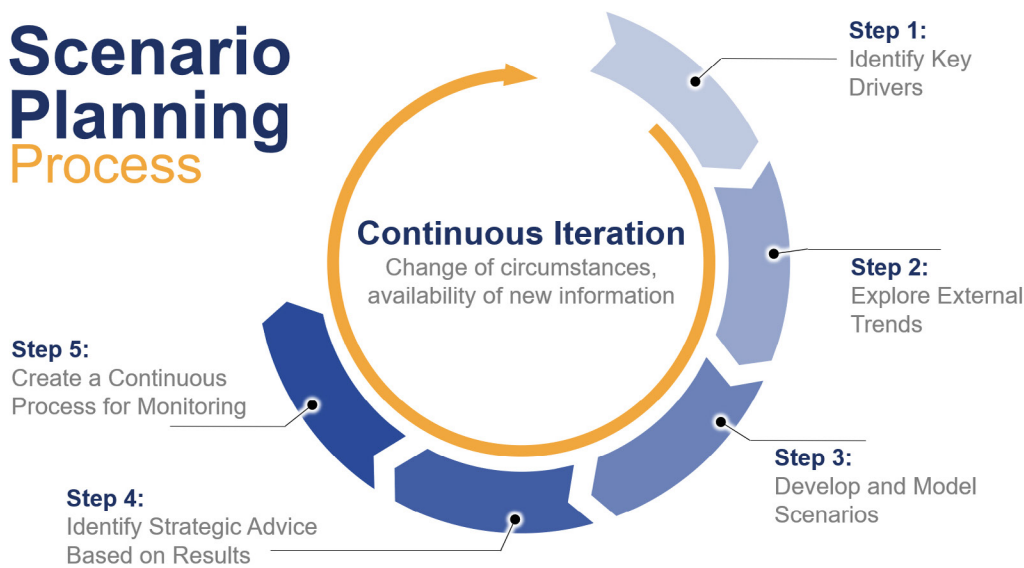 Scenario
Planning
Process
Step 1:
Identify Key
Drivers
Continuous Iteration
Change of circumstances,
availability of new information
Step 2:
Explore External
Trends
Step 3:
Develop and Model
Scenarios
Step 4:
Identify Strategic Advice
Based on Results
Step 5:
Create a Continuous
Process for Monitoring